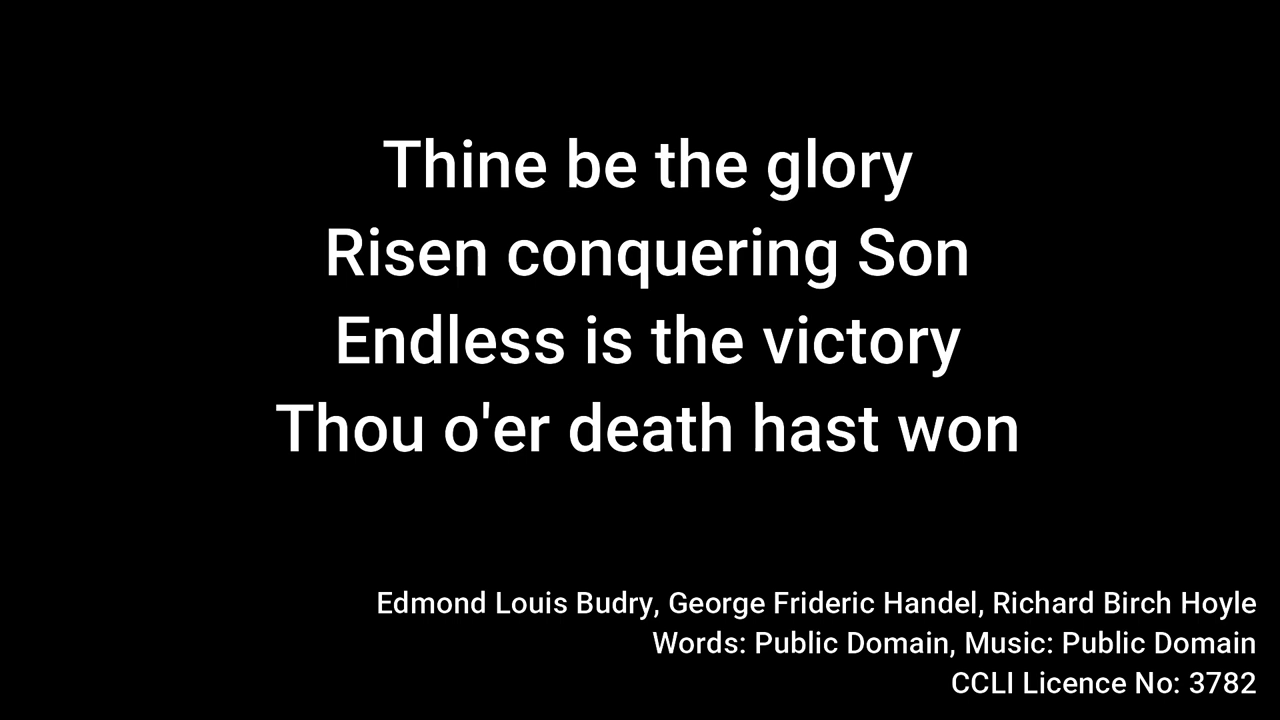 Thine be the glory
Risen conquering Son
Endless is the victory
Thou o'er death hast won
Edmond Louis Budry, George Frideric Handel, Richard Birch Hoyle
Words: Public Domain, Music: Public Domain
CCLI Licence No: 3782